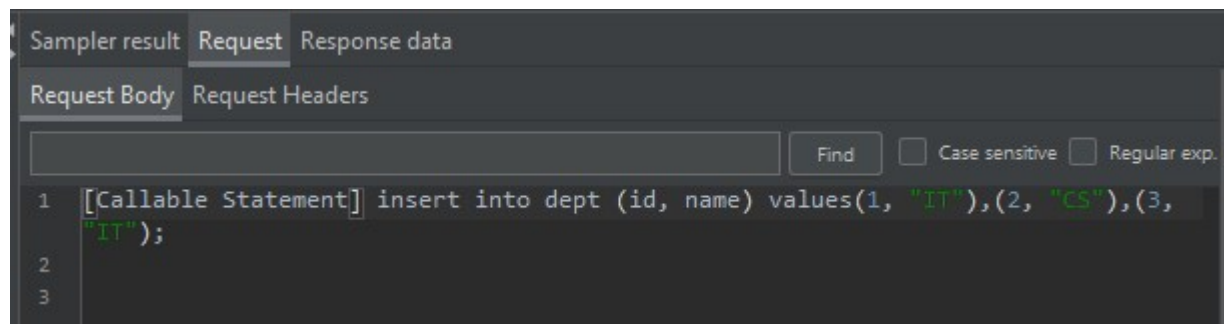 Sampler result Request Response data
Request Body Request Headers
Find Case sensitive Regular exp.
1 [Callable Statement] insert into dept (id, name) values(1, "IT"),(2, "CS"),(3,
"IT");
2
3